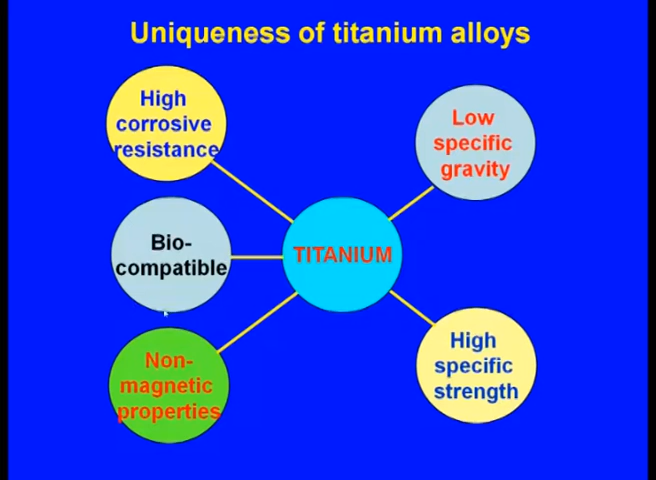 Uniqueness of titanium alloys
High
corrosive
resistance
Low
specific
gravity
Bio-
compatible
TITANIUM
Non-
magnetic
properties
High
specific
strength